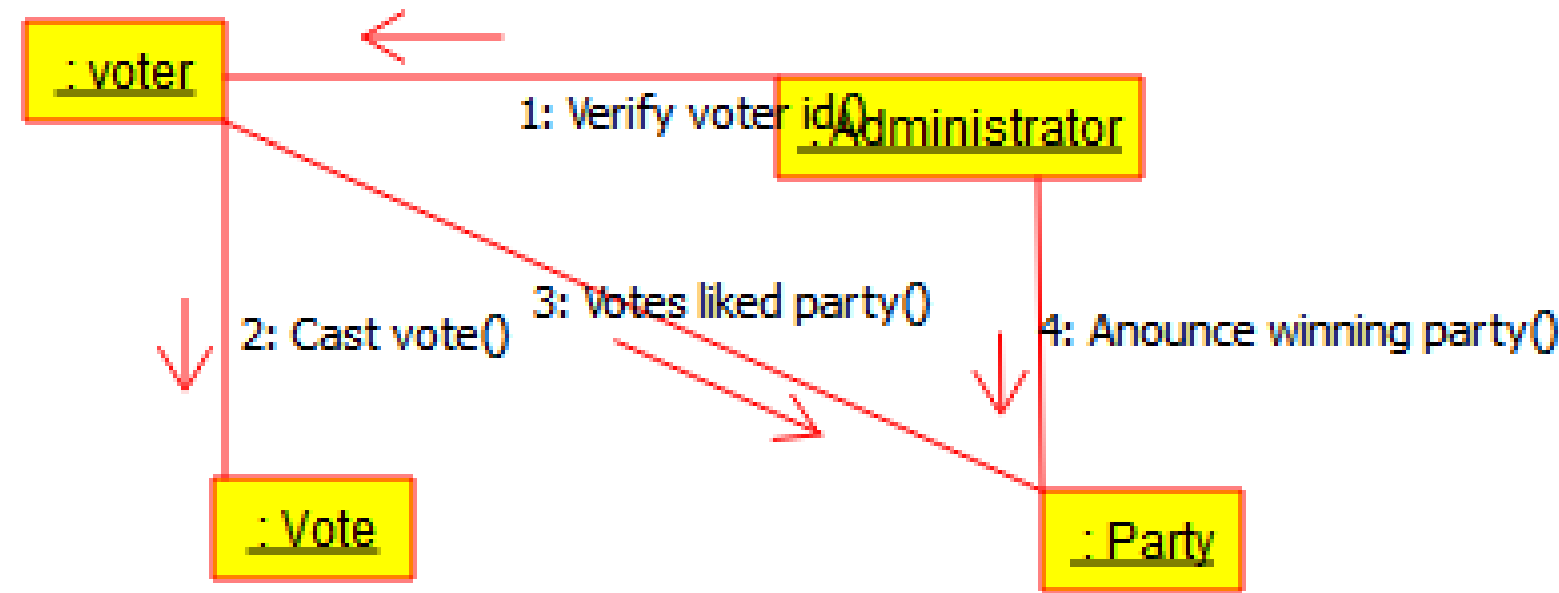 : voter
1: Verify voter id()
: Administrator
3: Votes liked party()
2: Cast vote()
4: Anounce winning party()
: Vote
: Party